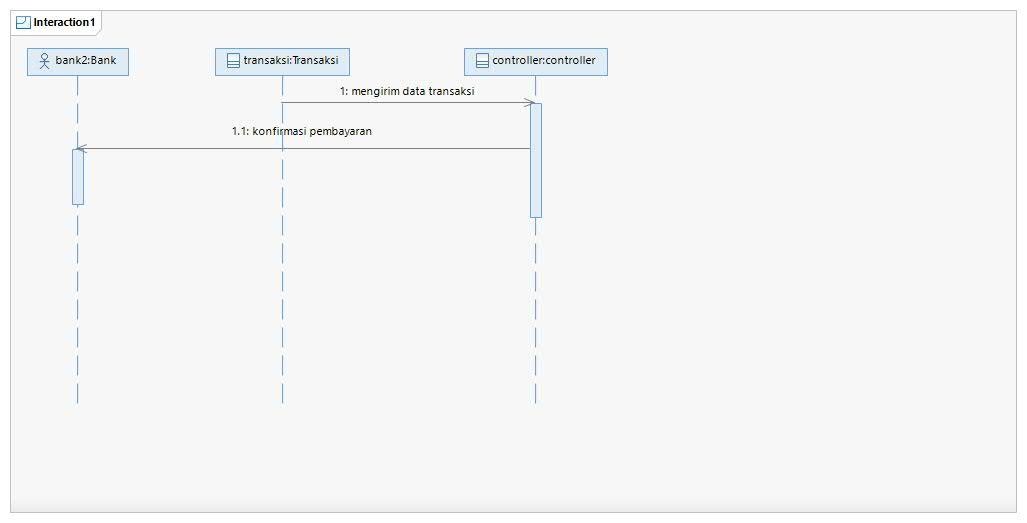 Interaction1
bank2:Bank
transaksi:Transaksi
controller:controller
1: mengirim data transaksi
1.1: konfirmasi pembayaran